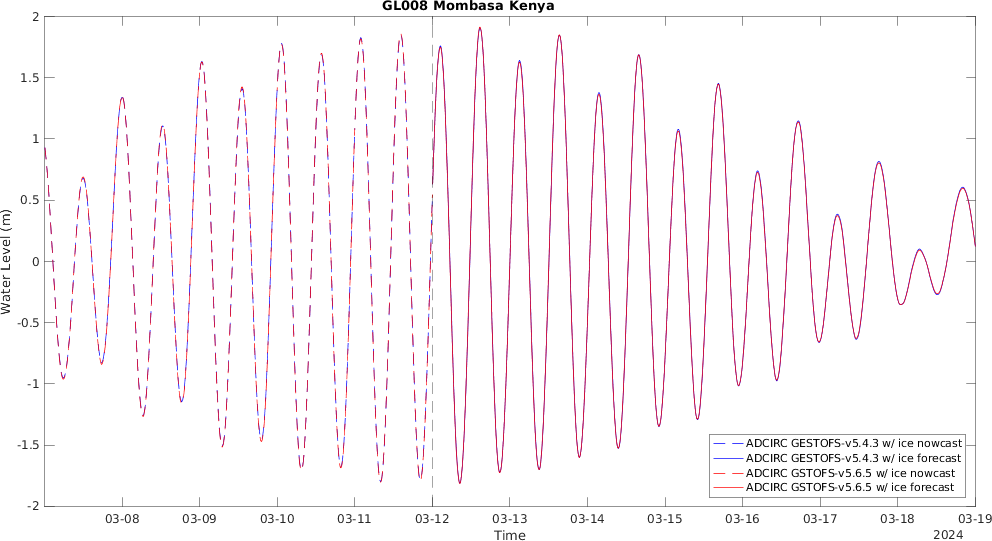 GL008 Mombasa Kenya
2
1.5
1
0.5
0
-0.5
-1
-1.5
-2
Water Level (m)
03-08 03-09 03-10 03-11 03-12 03-13 03-14 03-15 03-16 03-17 03-18 03-19
Time
2024
ADCIRC GESTOFS-v5.4.3 w/ ice nowcast
ADCIRC GESTOFS-v5.4.3 w/ ice forecast
ADCIRC GSTOFS-v5.6.5 w/ ice nowcast
ADCIRC GSTOFS-v5.6.5 w/ ice forecast